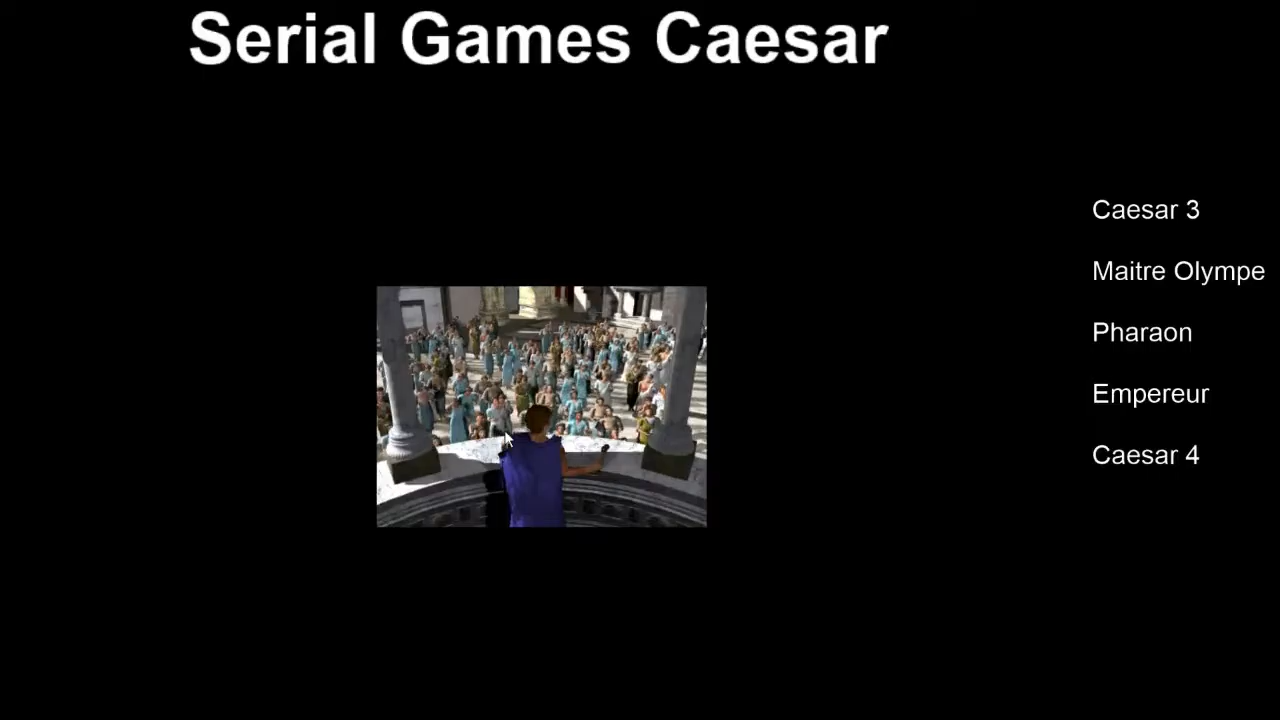 Serial Games Caesar
Caesar 3
Maitre Olympe
Pharaon
Empereur
Caesar 4